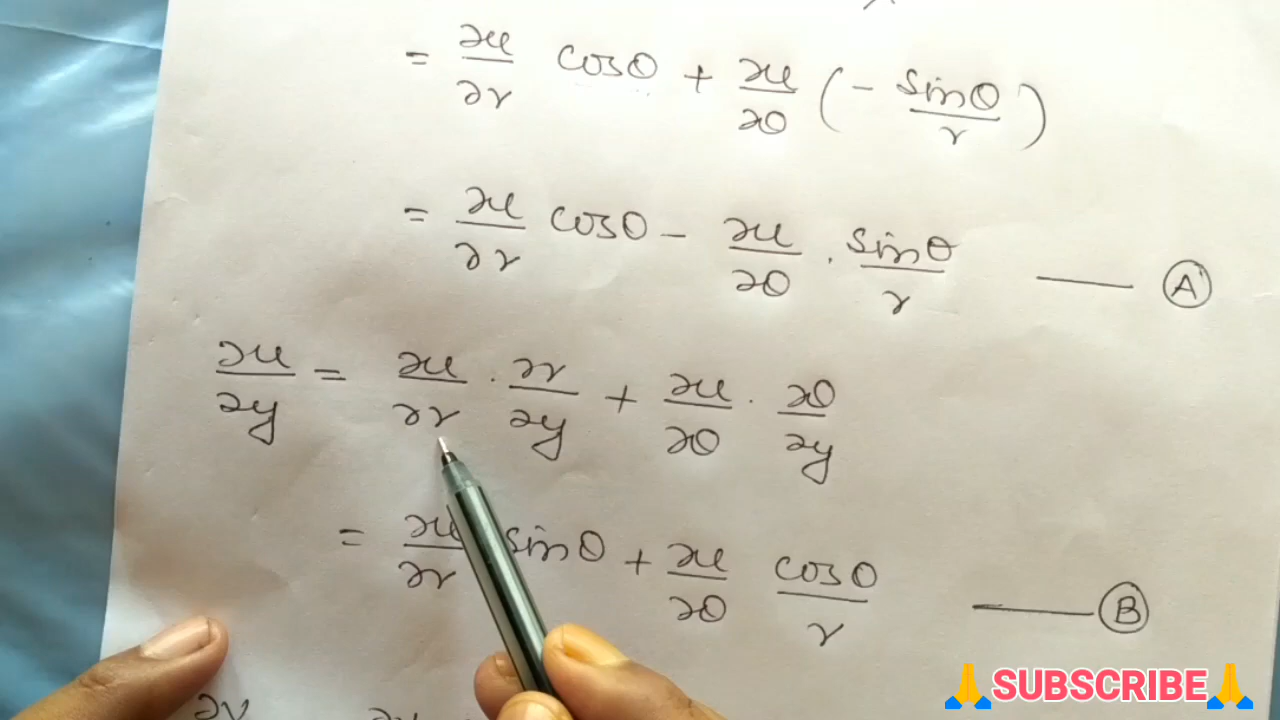 = ∂u/∂r cosθ + ∂u/∂θ (- sinθ/r)
= ∂u/∂r cosθ - ∂u/∂θ . sinθ/r —— Ⓐ
∂u/∂y = ∂u/∂r . ∂r/∂y + ∂u/∂θ . ∂θ/∂y
= ∂u/∂r sinθ + ∂u/∂θ cosθ/r —— Ⓑ
🙏SUBSCRIBE🙏